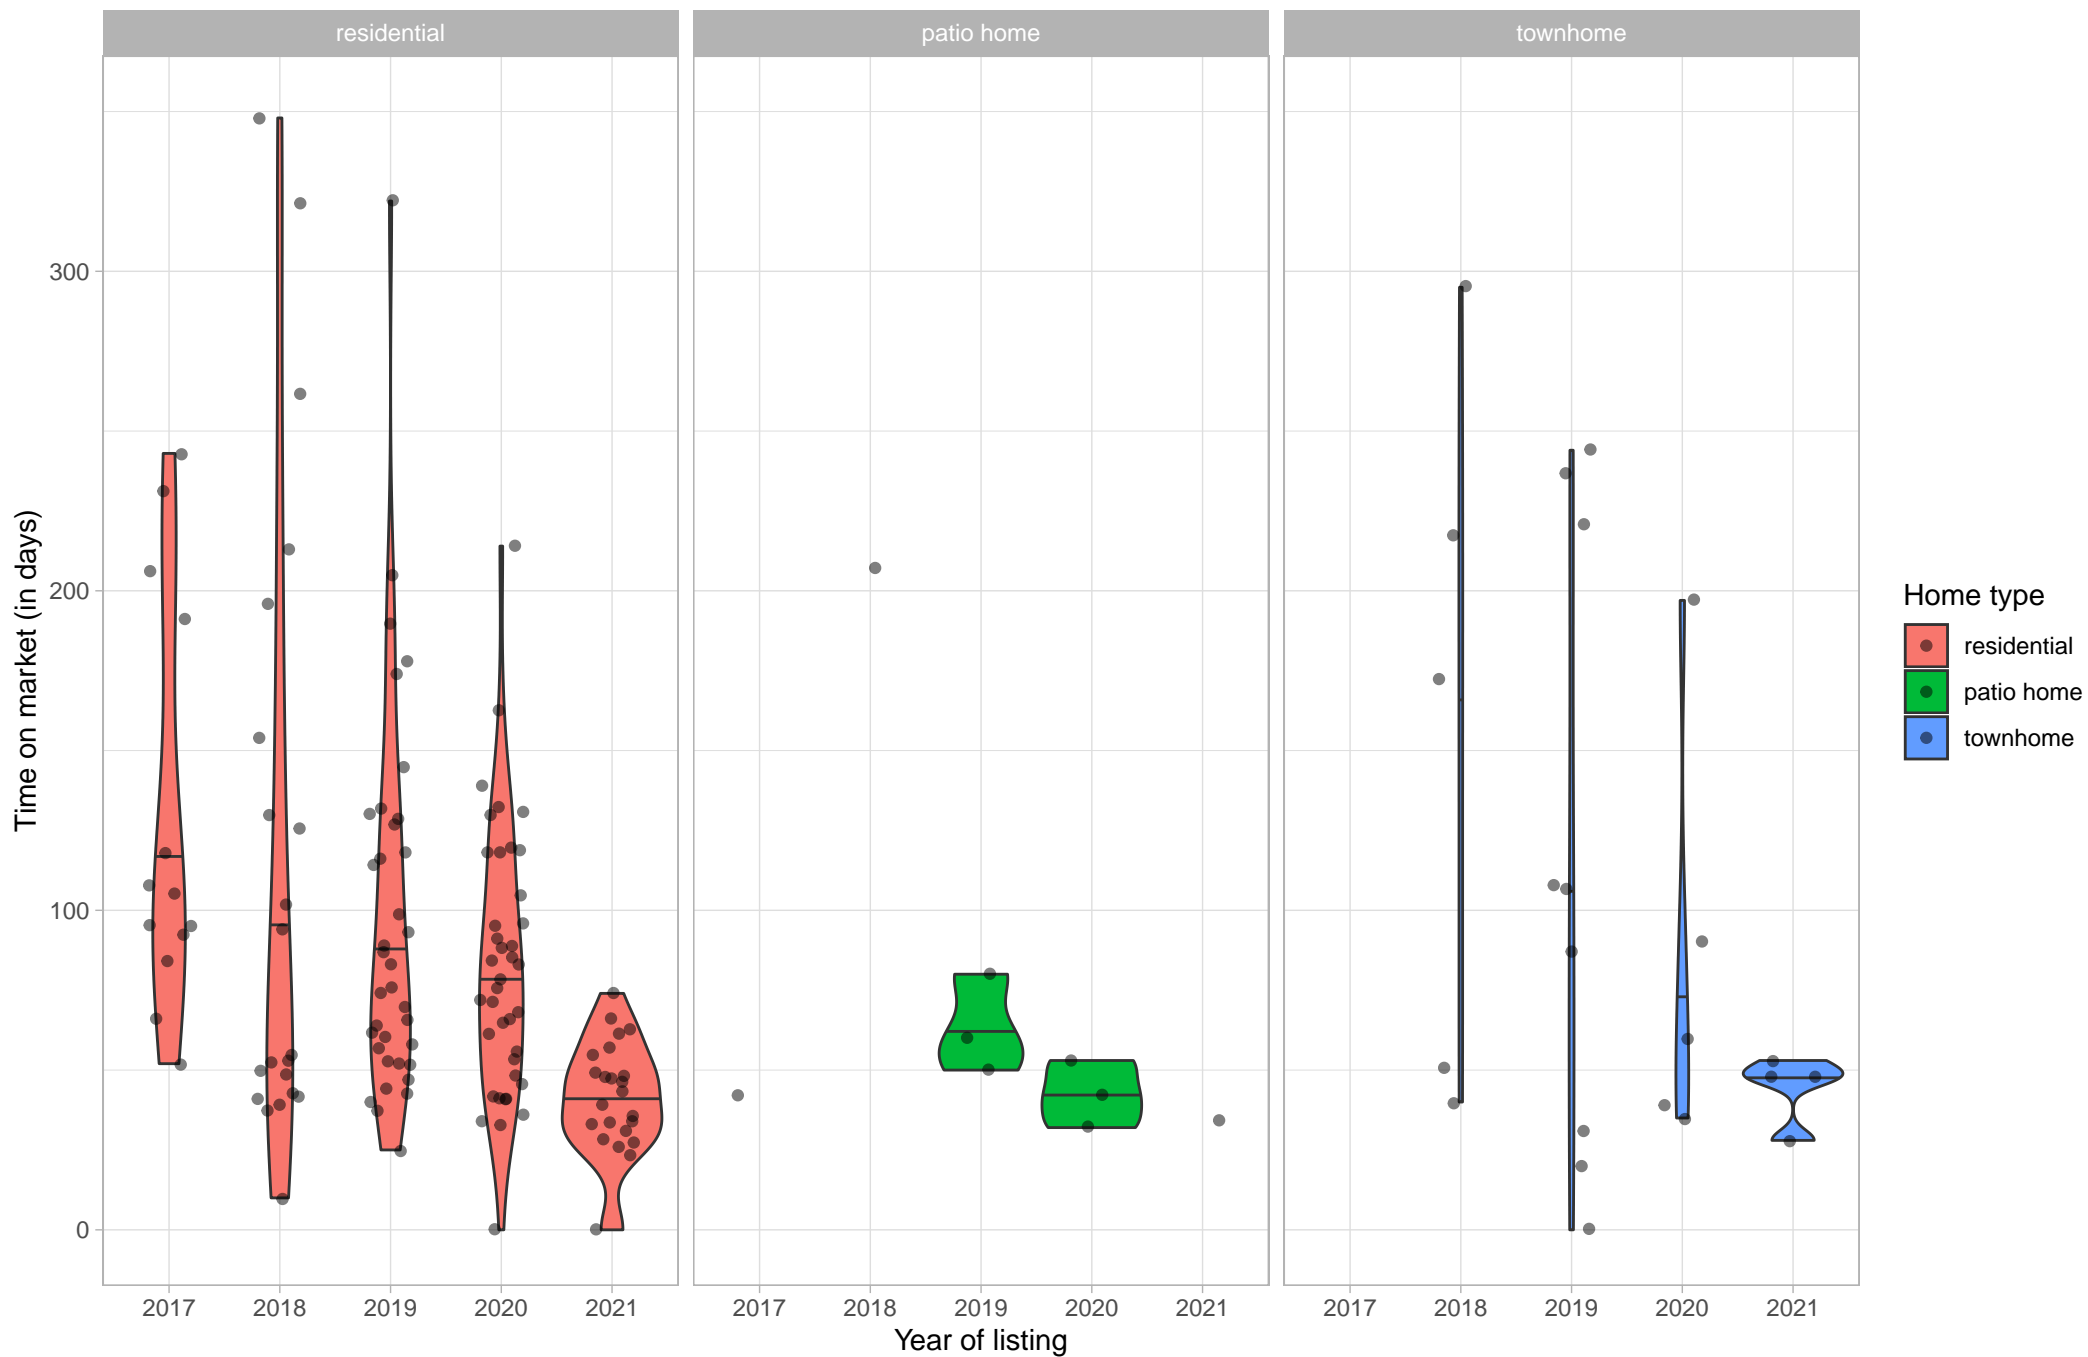 residential
patio home
townhome
Time on market (in days)
300
200
100
0
2017 2018 2019 2020 2021
2017 2018 2019 2020 2021
2017 2018 2019 2020 2021
Year of listing
Home type
residential
patio home
townhome